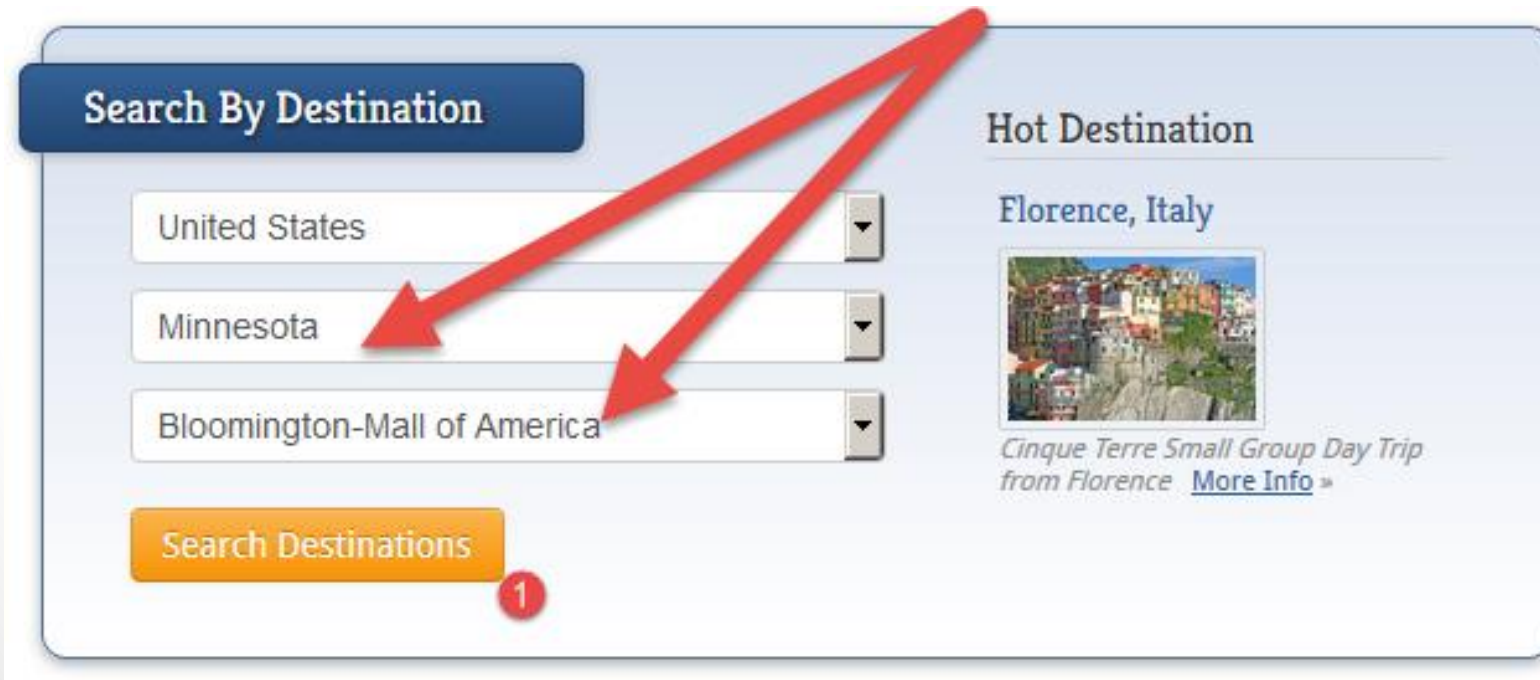 Search By Destination
United States
Minnesota
Bloomington-Mall of America
Search Destinations
1
Hot Destination
Florence, Italy
Cinque Terre Small Group Day Trip
from Florence More Info »